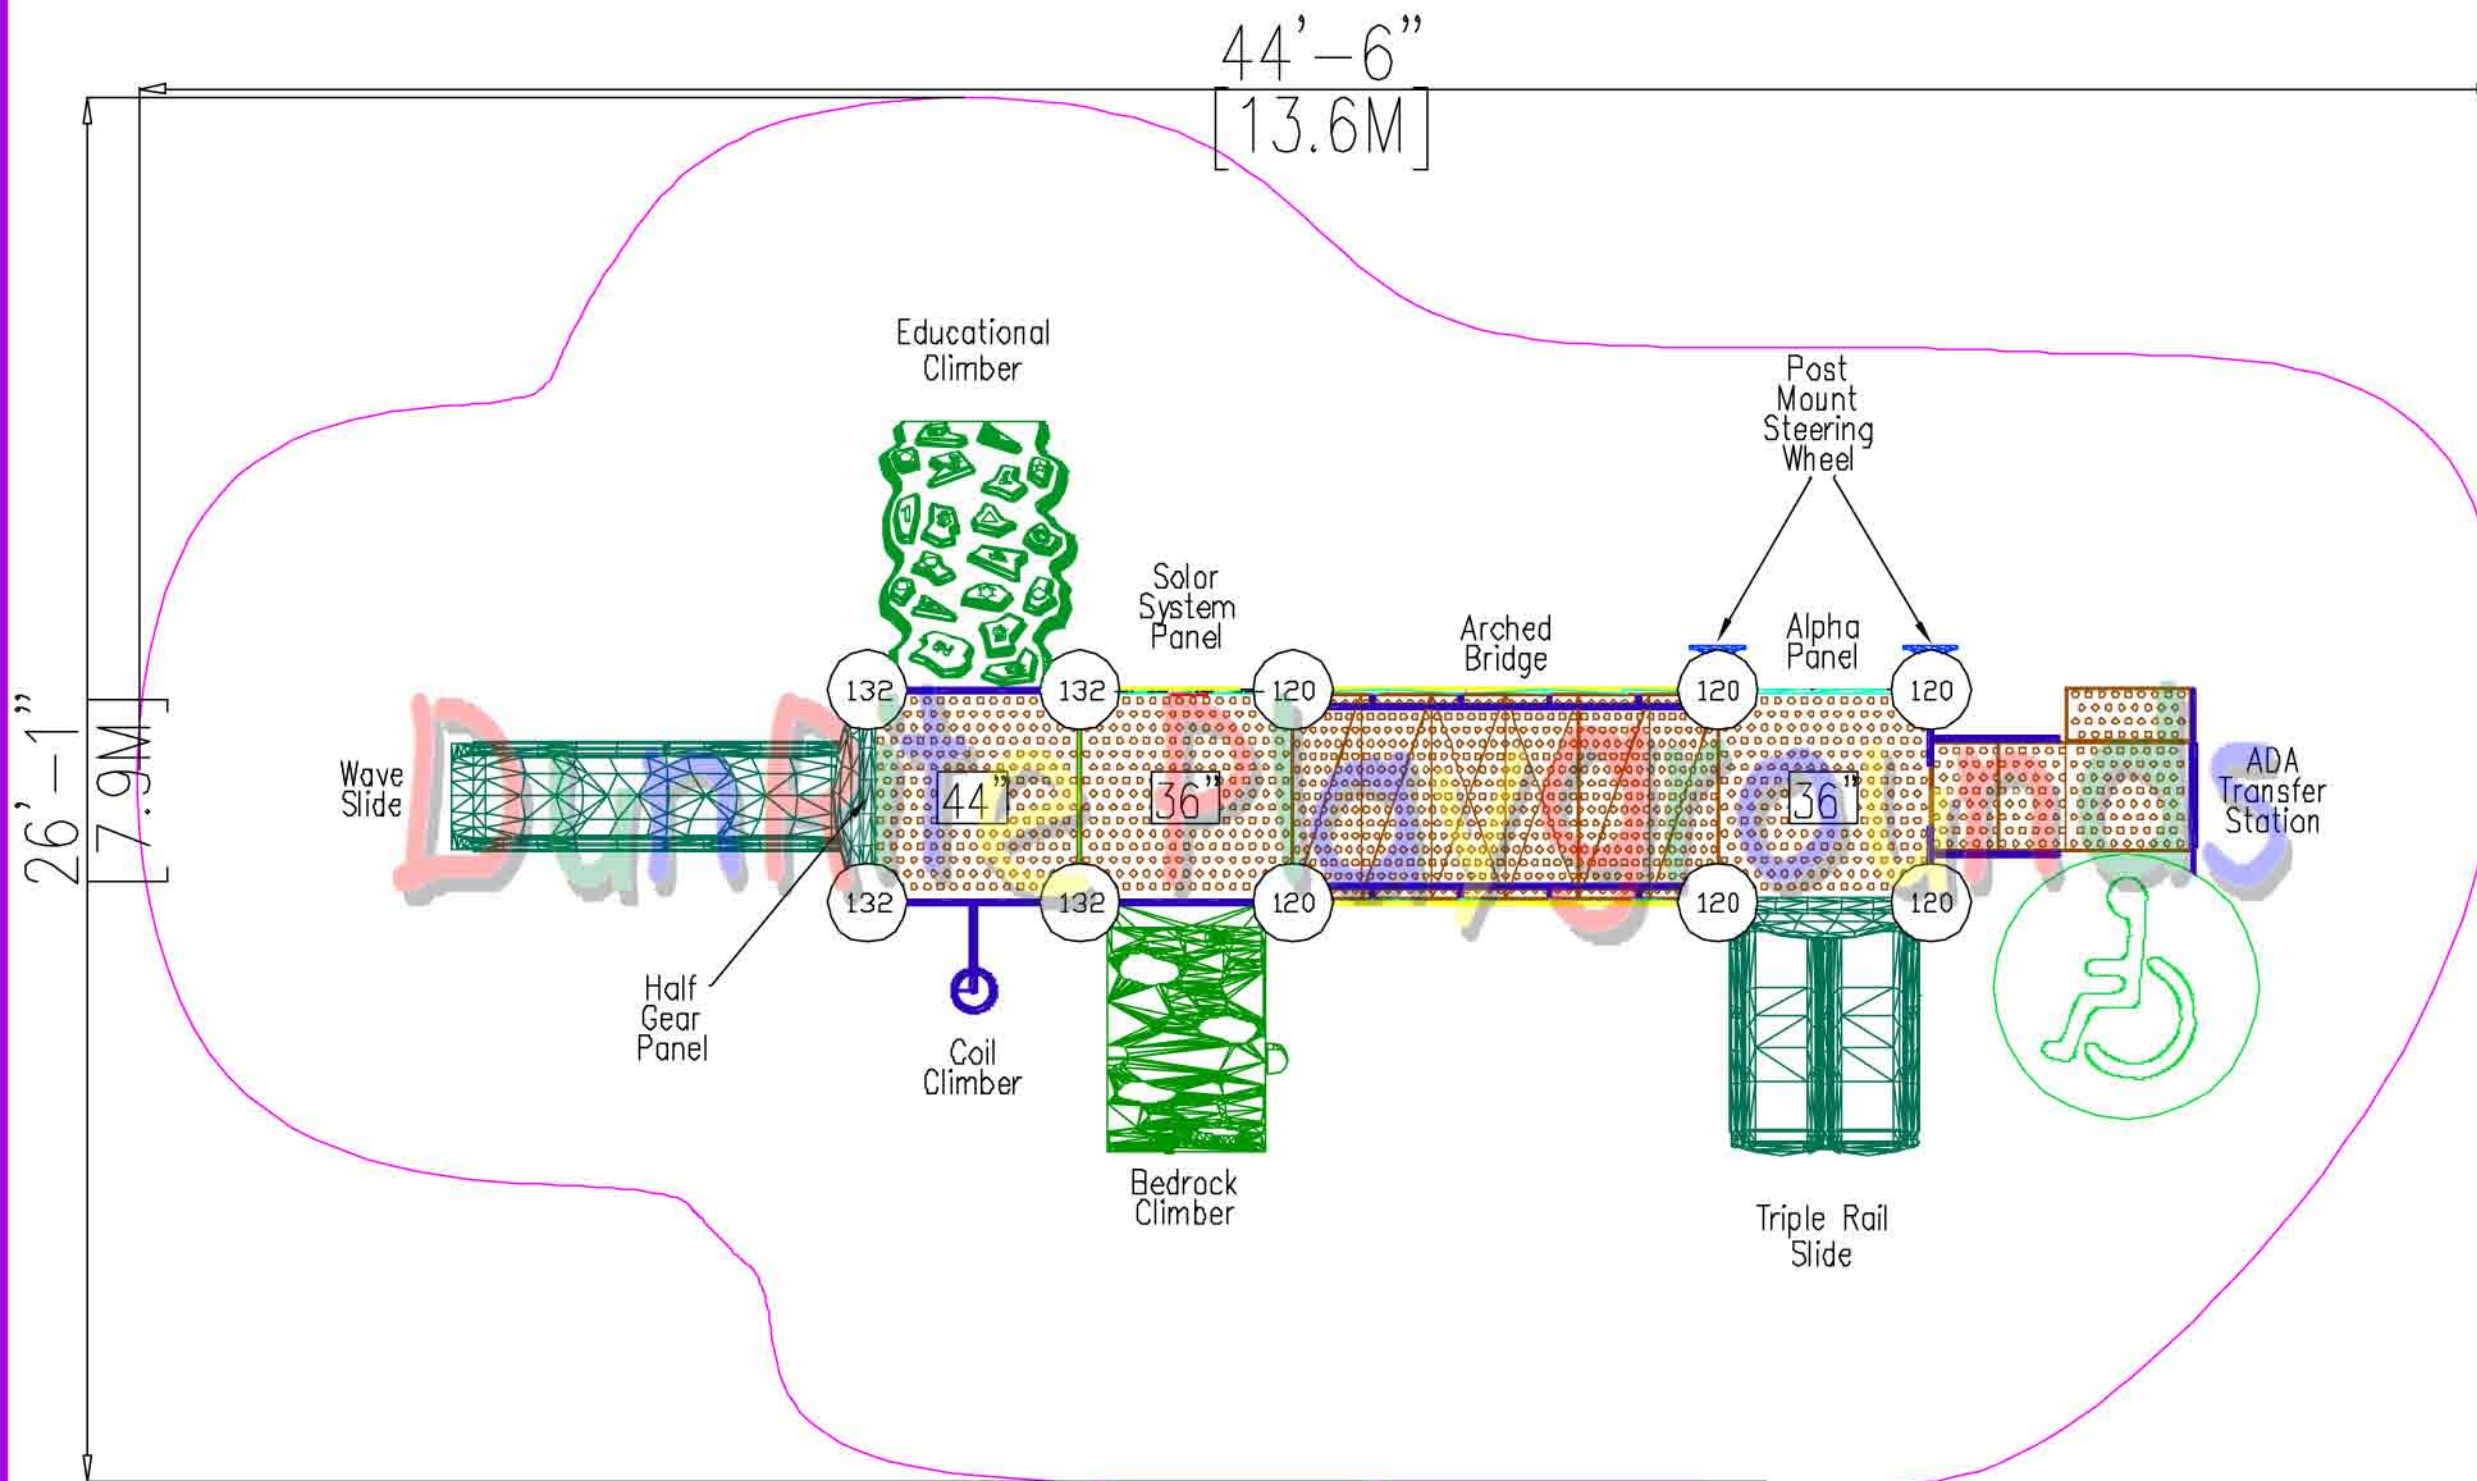 44'-6"
[13.6M]
26'-1"
[7.9M]
Educational
Climber
Post
Mount
Steering
Wheel
Solor
System
Panel
Arched
Bridge
Alpha
Panel
132
132
120
120
120
Wave
Slide
44"
36"
36"
ADA
Transfer
Station
DunRite Playgrounds
132
132
120
120
120
Half
Gear
Panel
Coil
Climber
Bedrock
Climber
Triple Rail
Slide